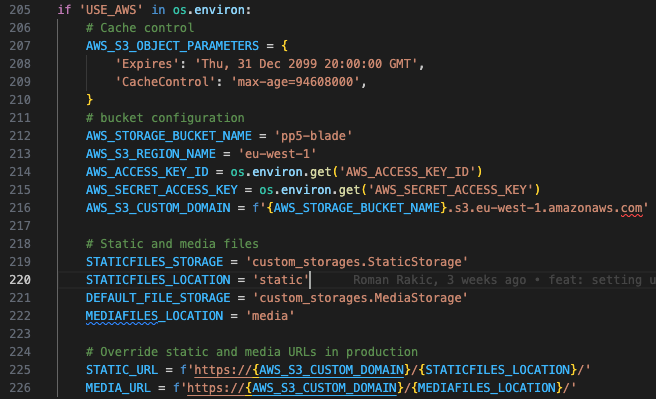 205 if 'USE_AWS' in os.environ:
206 # Cache control
207 AWS_S3_OBJECT_PARAMETERS = {
208 'Expires': 'Thu, 31 Dec 2099 20:00:00 GMT',
209 'CacheControl': 'max-age=94608000',
210 }
211 # bucket configuration
212 AWS_STORAGE_BUCKET_NAME = 'pp5-blade'
213 AWS_S3_REGION_NAME = 'eu-west-1'
214 AWS_ACCESS_KEY_ID = os.environ.get('AWS_ACCESS_KEY_ID')
215 AWS_SECRET_ACCESS_KEY = os.environ.get('AWS_SECRET_ACCESS_KEY')
216 AWS_S3_CUSTOM_DOMAIN = f'{AWS_STORAGE_BUCKET_NAME}.s3.eu-west-1.amazonaws.com'
217
218 # Static and media files
219 STATICFILES_STORAGE = 'custom_storages.StaticStorage'
220 STATICFILES_LOCATION = 'static' Roman Rakic, 3 weeks ago • feat: setting u
221 DEFAULT_FILE_STORAGE = 'custom_storages.MediaStorage'
222 MEDIAFILES_LOCATION = 'media'
223
224 # Override static and media URLs in production
225 STATIC_URL = f'https://{AWS_S3_CUSTOM_DOMAIN}/{STATICFILES_LOCATION}/'
226 MEDIA_URL = f'https://{AWS_S3_CUSTOM_DOMAIN}/{MEDIAFILES_LOCATION}/'